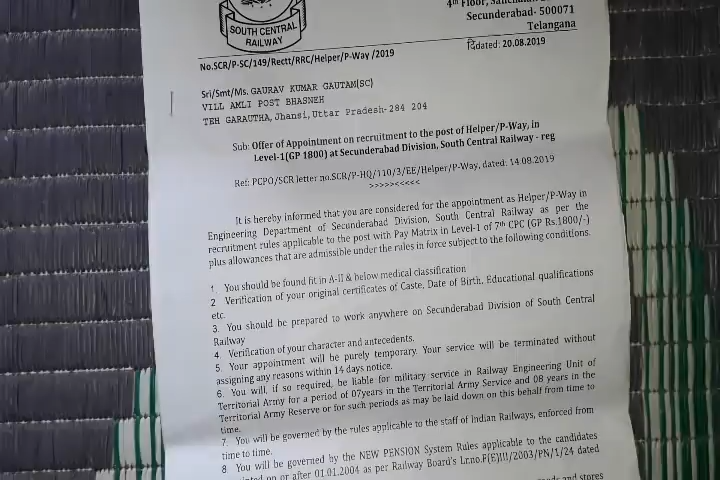 SOUTH CENTRAL
RAILWAY
4th Floor,
Secunderabad- 500071
Telangana
No.SCR/P-SC/149/Rectt/RRC/Helper/P-Way /2019
dated: 20.08.2019
Sri/Smt/Ms. GAURAV KUMAR GAUTAM(SC)
VILL AMLI POST BHASNEH
TEH GARAUTHA, Jhansi, Uttar Pradesh-284 204
Sub: Offer of Appointment on recruitment to the post of Helper/P-Way, in
Level-1(GP 1800) at Secunderabad Division, South Central Railway - reg
Ref: PCPO/SCR letter no.SCR/P-HQ/110/3/EE/Helper/P-Way, dated: 14.08.2019
>>>>><<<<<
It is hereby informed that you are considered for the appointment as Helper/P-Way in
Engineering Department of Secunderabad Division, South Central Railway as per the
recruitment rules applicable to the post with Pay Matrix in Level-1 of 7th CPC (GP Rs.1800/-)
plus allowances that are admissible under the rules in force subject to the following conditions.
1. You should be found fit in A-II & below medical classification
2 Verification of your original certificates of Caste, Date of Birth, Educational qualifications
etc.
3. You should be prepared to work anywhere on Secunderabad Division of South Central
Railway
4. Verification of your character and antecedents.
5. Your appointment will be purely temporary. Your service will be terminated without
assigning any reasons within 14 days notice.
6. You will, if so required, be liable for military service in Railway Engineering Unit of
Territorial Army for a period of 07years in the Territorial Army Service and 08 years in the
Territorial Army Reserve or for such periods as may be laid down on this behalf from time to
time.
7. You will be governed by the rules applicable to the staff of Indian Railways, enforced from
time to time.
8. You will be governed by the NEW PENSION System Rules applicable to the candidates
on or after 01.01.2004 as per Railway Board's Lr.no.F(E)III/2003/PN/1/24 dated
and stores